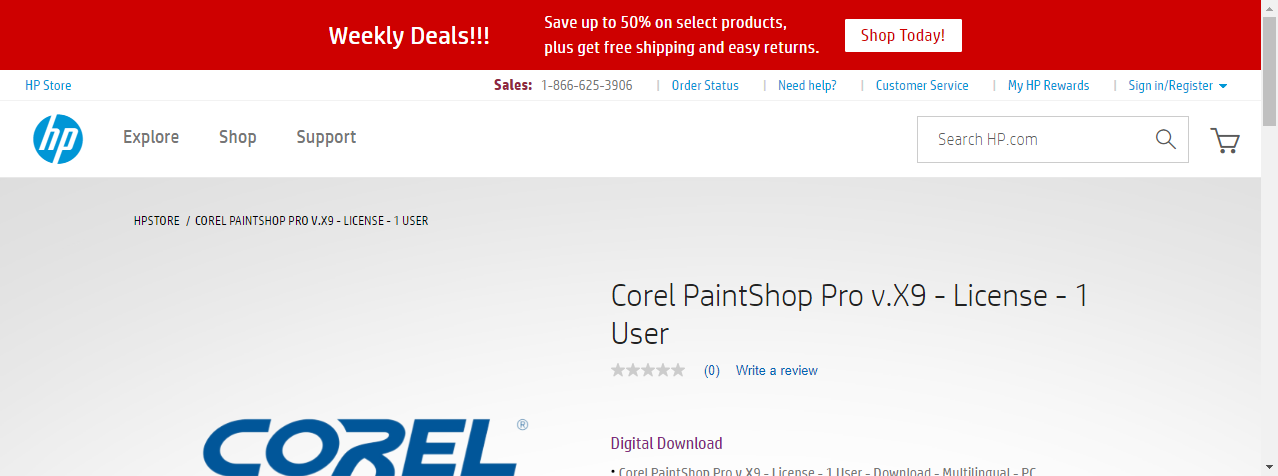 Weekly Deals!!!
Save up to 50% on select products,
plus get free shipping and easy returns.
Shop Today!
HP Store
Sales: 1-866-625-3906 | Order Status | Need help? | Customer Service | My HP Rewards | Sign in/Register
hp Explore Shop Support
Search HP.com
HPSTORE / COREL PAINTSHOP PRO V.X9 - LICENSE - 1 USER
Corel PaintShop Pro v.X9 - License - 1
User
(0) Write a review
COREL®
Digital Download
• Corel PaintShop Pro v.X9 - License - 1 User - Download - Multilingual - PC